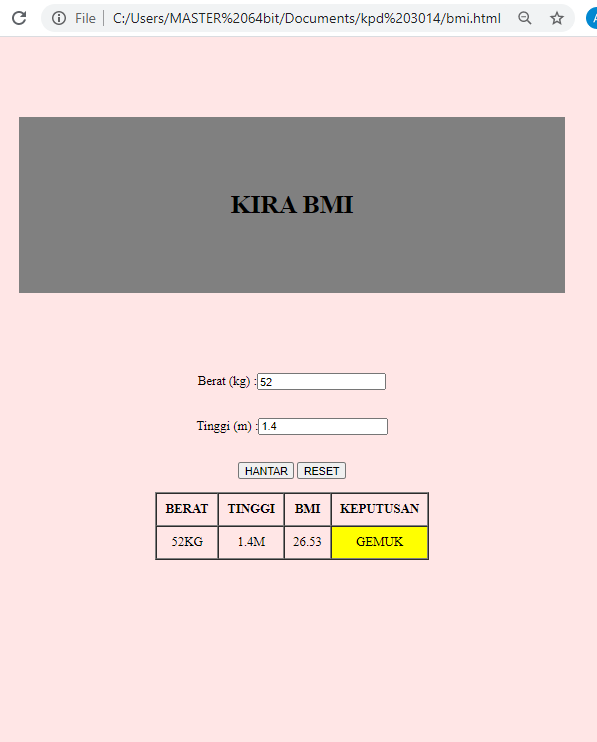 File C:/Users/MASTER%2064bit/Documents/kpd%203014/bmi.html
KIRA BMI
Berat (kg) :52
Tinggi (m) :1.4
HANTAR RESET
BERAT TINGGI BMI KEPUTUSAN
52KG 1.4M 26.53 GEMUK